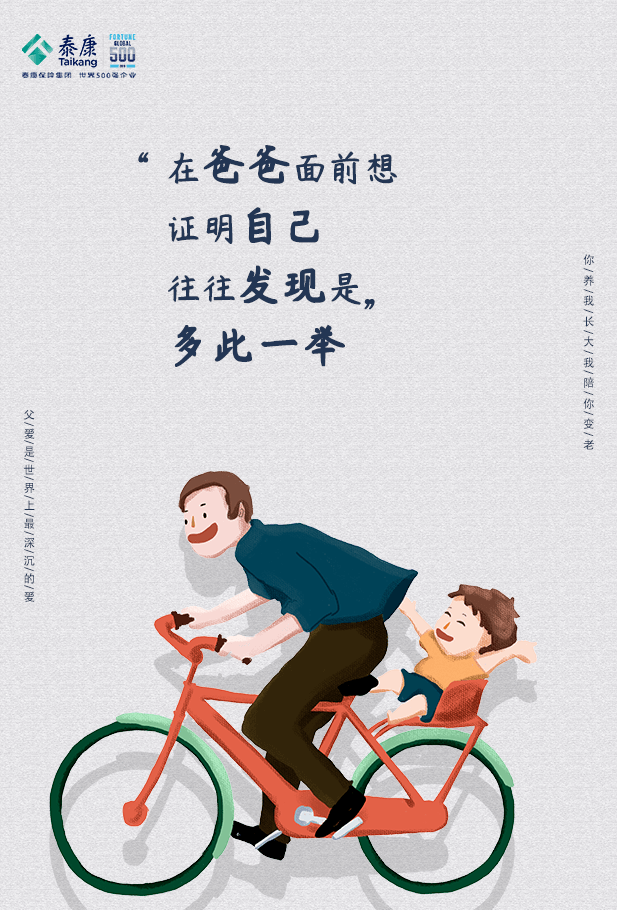 泰康
Taikang
FORTUNE
GLOBAL
500
泰康保险集团 世界500强企业
“在爸爸面前想
证明自己
往往发现是”
多此一举
你/养/我/长/大/我/陪/你/变/老
父/爱/是/世/界/上/最/深/沉/的/爱